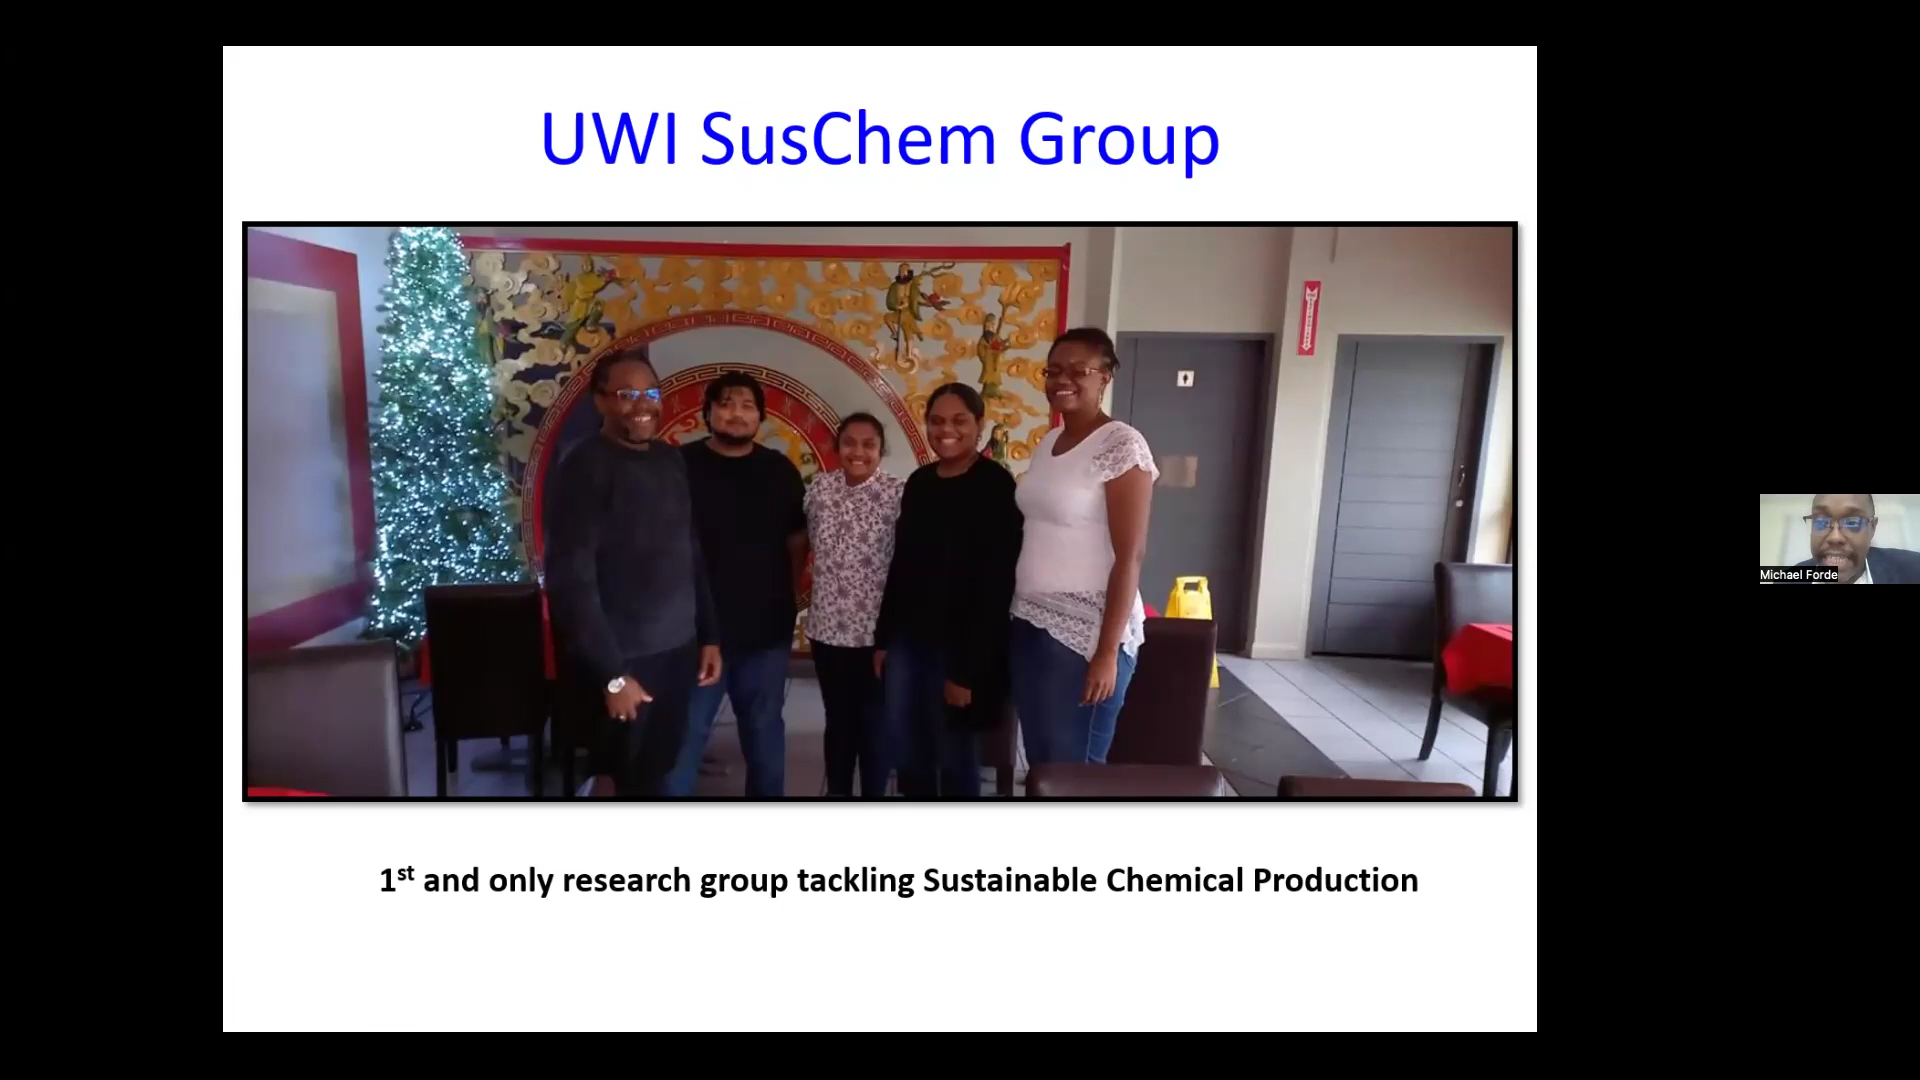 UWI SusChem Group
1st and only research group tackling Sustainable Chemical Production
Michael Forde